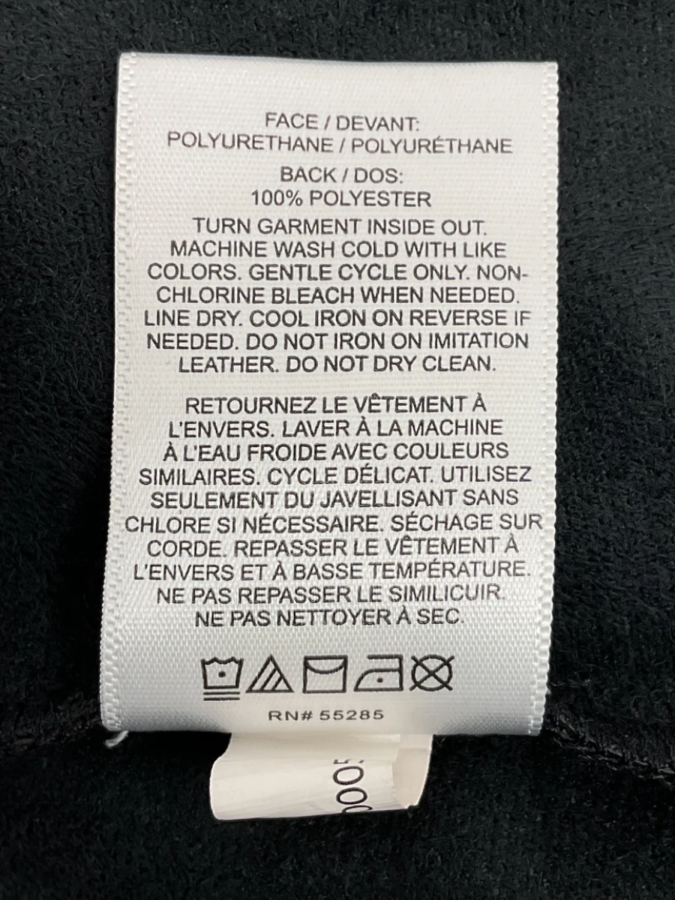 FACE / DEVANT:
POLYURETHANE / POLYURÉTHANE
BACK / DOS:
100% POLYESTER
TURN GARMENT INSIDE OUT.
MACHINE WASH COLD WITH LIKE
COLORS. GENTLE CYCLE ONLY. NON-
CHLORINE BLEACH WHEN NEEDED.
LINE DRY. COOL IRON ON REVERSE IF
NEEDED. DO NOT IRON ON IMITATION
LEATHER. DO NOT DRY CLEAN.
RETOURNEZ LE VÊTEMENT À
L'ENVERS. LAVER À LA MACHINE
À L'EAU FROIDE AVEC COULEURS
SIMILAIRES. CYCLE DÉLICAT. UTILISEZ
SEULEMENT DU JAVELLISANT SANS
CHLORE SI NÉCESSAIRE. SÉCHAGE SUR
CORDE. REPASSER LE VÊTEMENT À
L'ENVERS ET À BASSE TEMPÉRATURE.
NE PAS REPASSER LE SIMILICUIR.
NE PAS NETTOYER À SEC.
RN# 55285